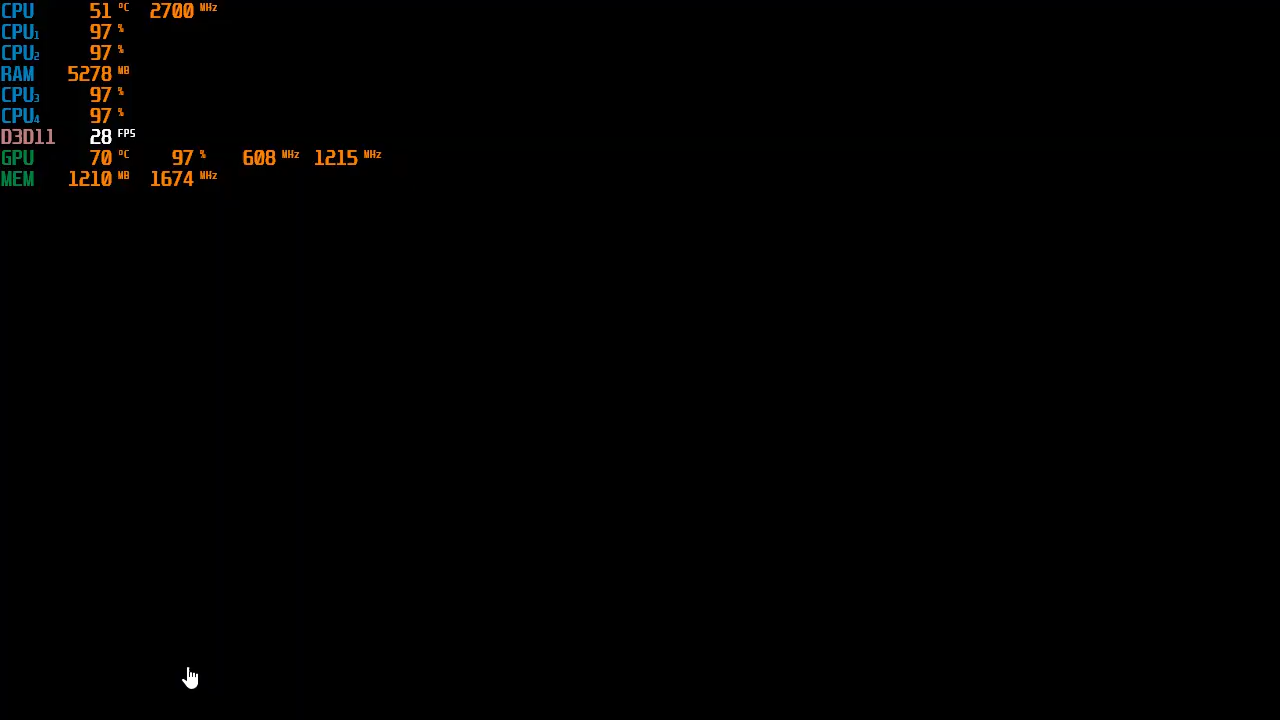 CPU 51 °C 2700 MHz
CPU1 97 %
CPU2 97 %
RAM 5278 MB
CPU3 97 %
CPU4 97 %
D3D11 28 FPS
GPU 70 °C 97 % 608 MHz 1215 MHz
MEM 1210 MB 1674 MHz